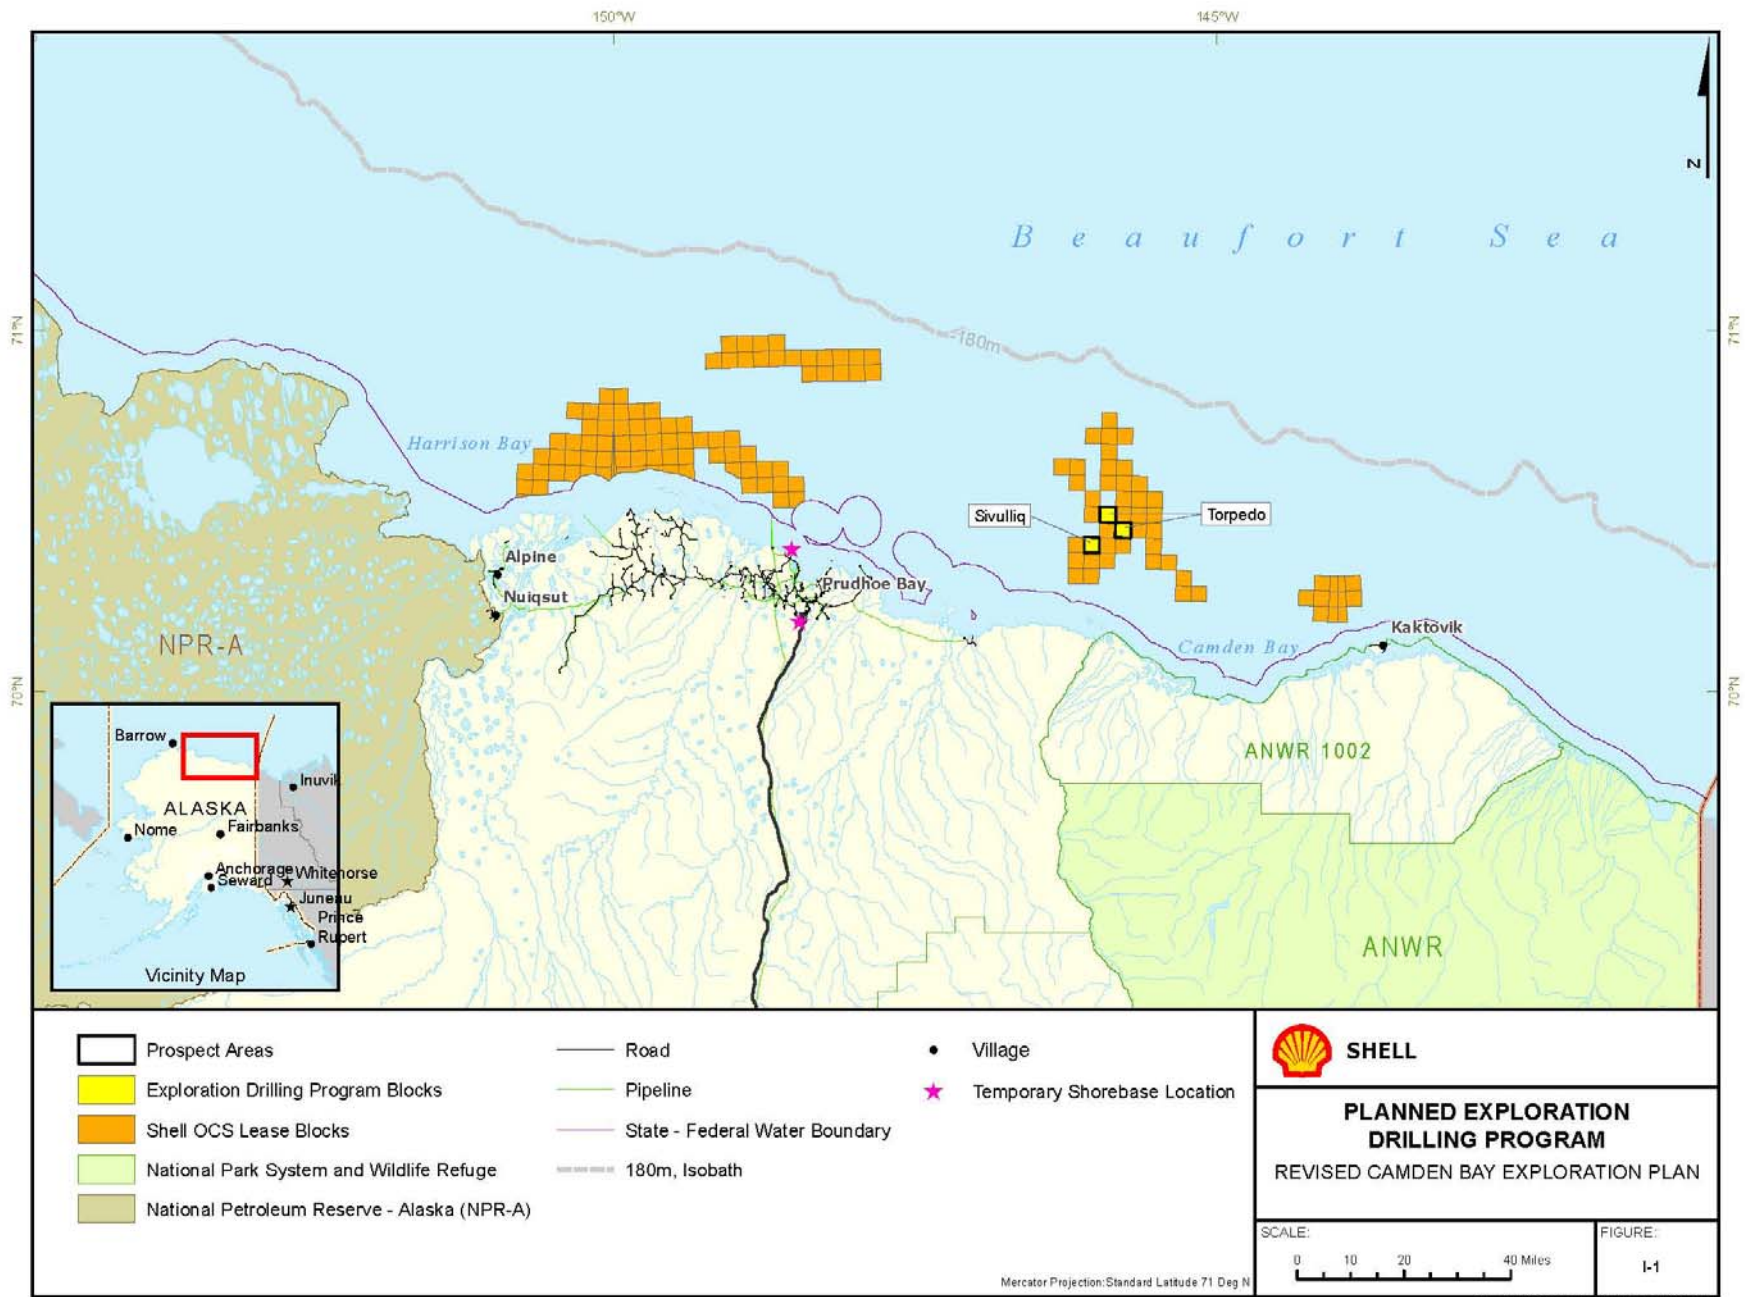 150°W
145°W
N
Beaufort Sea
71°N
71°N
-180m
Harrison Bay
Sivulliq
Torpedo
Alpine
Prudhoe Bay
Nuiqsut
Kaktovik
NPR-A
Camden Bay
70°N
70°N
ANWR 1002
ANWR
Barrow
Inuvik
ALASKA
Nome
Fairbanks
Anchorage
Whitehorse
Seward
Juneau
Prince
Rupert
Vicinity Map
Prospect Areas
Exploration Drilling Program Blocks
Shell OCS Lease Blocks
National Park System and Wildlife Refuge
National Petroleum Reserve - Alaska (NPR-A)
Road
Pipeline
State - Federal Water Boundary
180m, Isobath
Village
Temporary Shorebase Location
Mercator Projection:Standard Latitude 71 Deg N
SHELL
PLANNED EXPLORATION
DRILLING PROGRAM
REVISED CAMDEN BAY EXPLORATION PLAN
SCALE:
0 10 20 40 Miles
FIGURE:
I-1